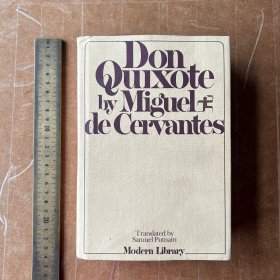 Don
Quixote
by Miguel
de Cervantes
Translated by
Samuel Putnam
Modern Library